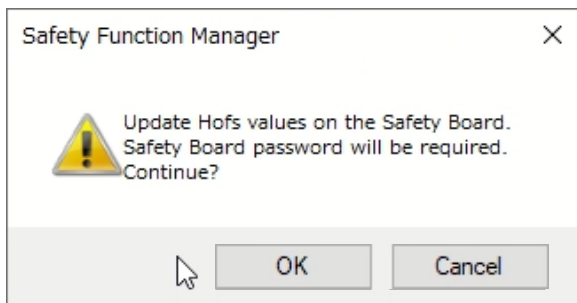 Safety Function Manager
Update Hofs values on the Safety Board.
Safety Board password will be required.
Continue?
OK
Cancel